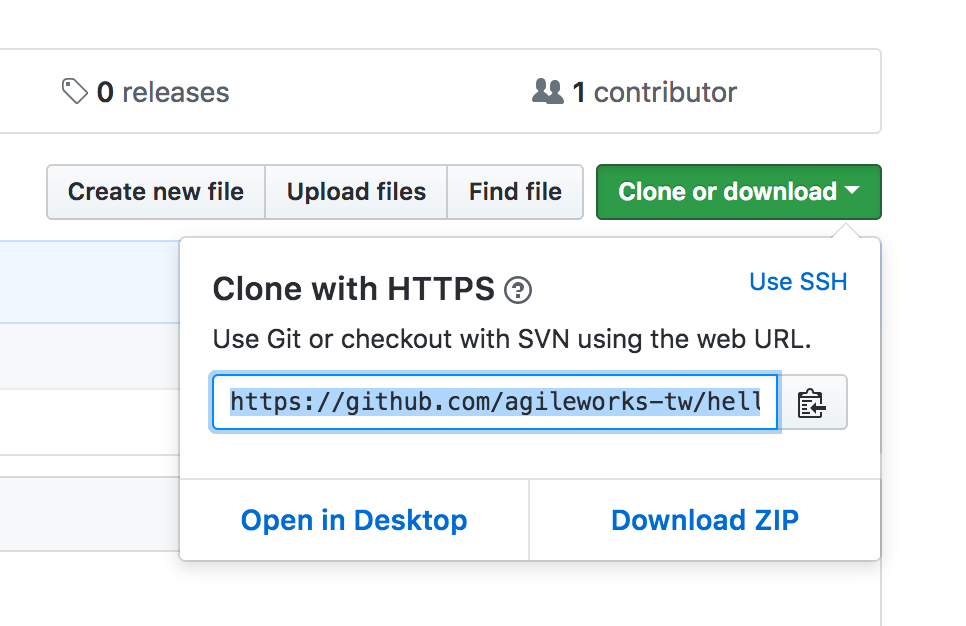 0 releases
1 contributor
Create new file
Upload files
Find file
Clone or download
Clone with HTTPS
Use SSH
Use Git or checkout with SVN using the web URL.
https://github.com/agileworks-tw/hell
Open in Desktop
Download ZIP